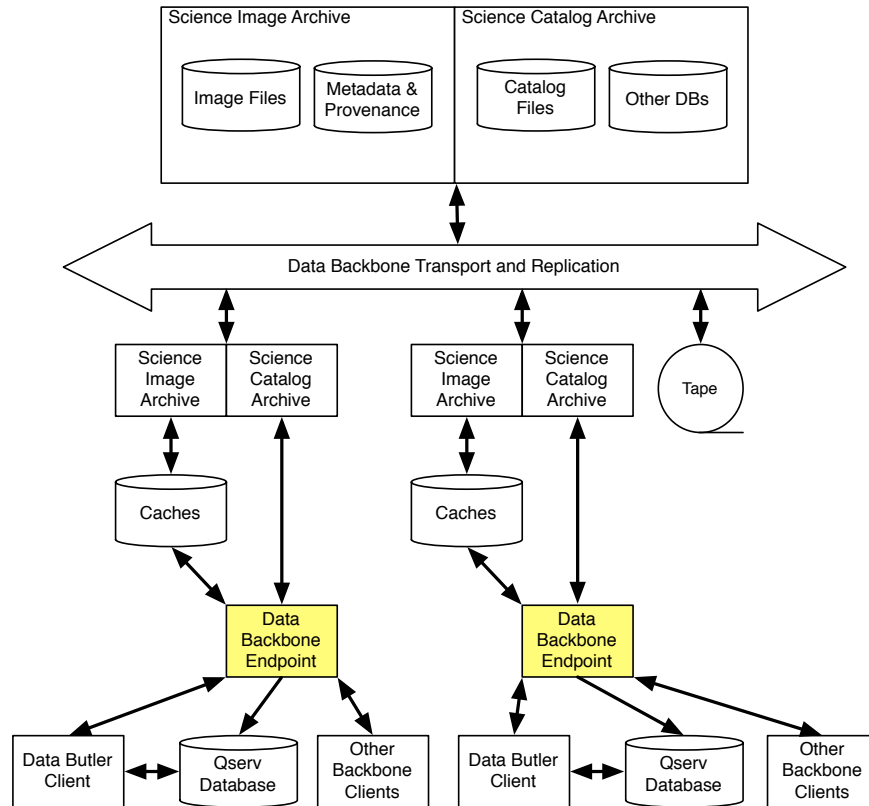 Science Image Archive
Science Catalog Archive
Image Files
Metadata &
Provenance
Catalog
Files
Other DBs
Data Backbone Transport and Replication
Science
Image
Archive
Science
Catalog
Archive
Science
Image
Archive
Science
Catalog
Archive
Tape
Caches
Caches
Data
Backbone
Endpoint
Data
Backbone
Endpoint
Data Butler
Client
Qserv
Database
Other
Backbone
Clients
Data Butler
Client
Qserv
Database
Other
Backbone
Clients